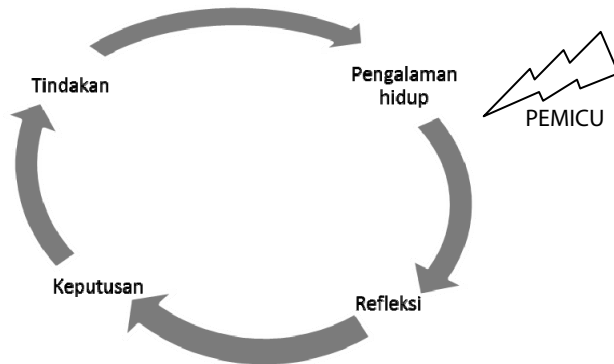 Tindakan
Pengalaman
hidup
PEMICU
Keputusan
Refleksi